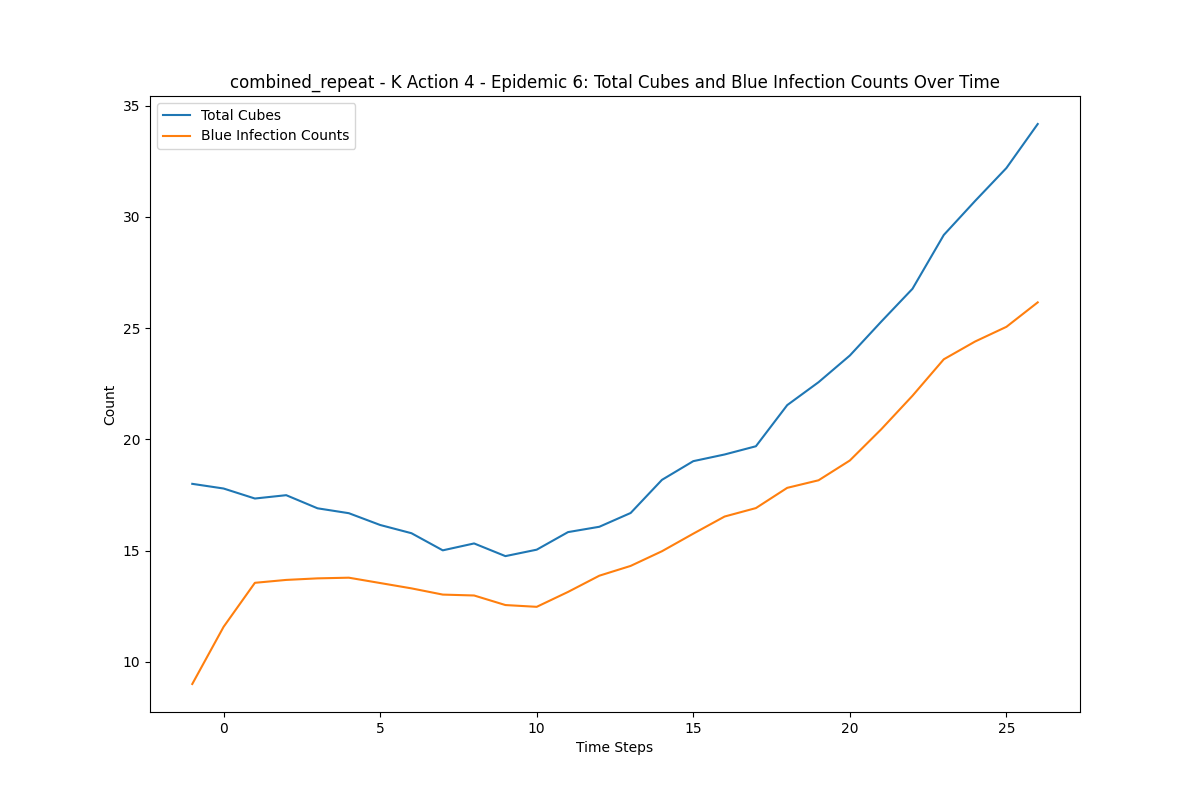 combined_repeat - K Action 4 - Epidemic 6: Total Cubes and Blue Infection Counts Over Time
Total Cubes
Blue Infection Counts
35
30
25
20
15
10
Count
0 5 10 15 20 25
Time Steps